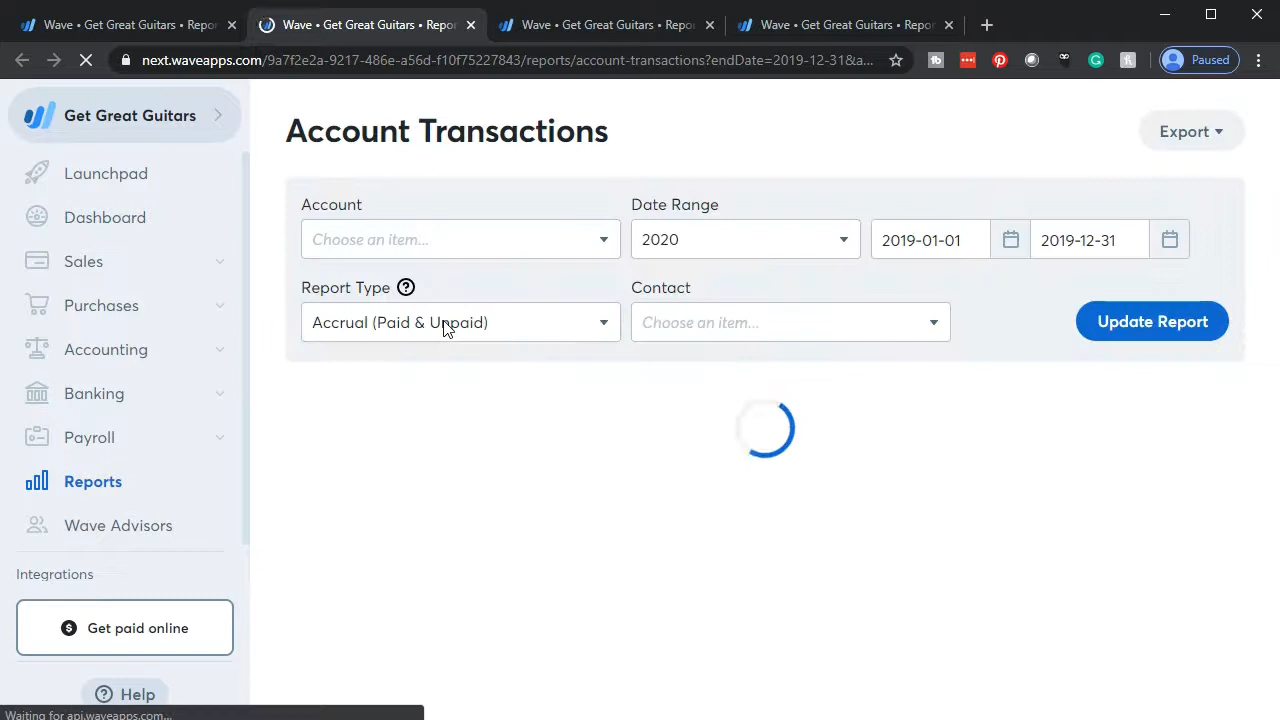 Wave • Get Great Guitars • Repor
Wave • Get Great Guitars • Repor
Wave • Get Great Guitars • Repor
Wave • Get Great Guitars • Repor
next.waveapps.com/9a7f2e2a-9217-486e-a56d-f10f75227843/reports/account-transactions?endDate=2019-12-31&a...
Paused
Get Great Guitars
Launchpad
Dashboard
Sales
Purchases
Accounting
Banking
Payroll
Reports
Wave Advisors
Integrations
Get paid online
Help
Account Transactions
Export
Account
Date Range
Choose an item...
2020
2019-01-01
2019-12-31
Report Type
Contact
Accrual (Paid & Unpaid)
Choose an item...
Update Report
Waiting for api.waveapps.com...